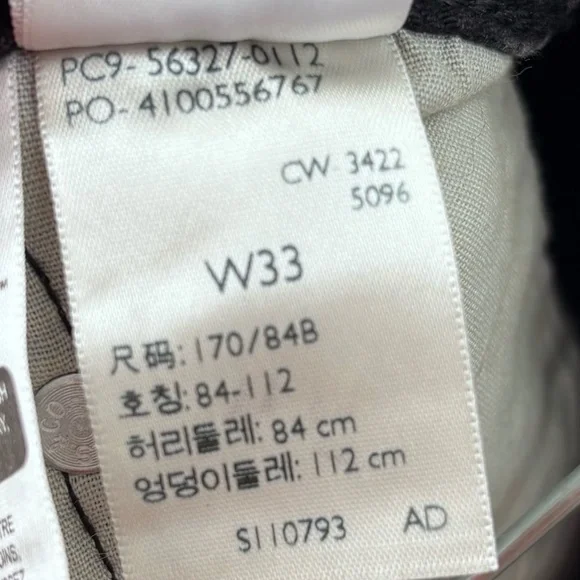 PC9-56327-0112
PO-4100556767
CW 3422
5096
W33
尺码:170/84B
호칭:84-112
허리둘레: 84 cm
엉덩이둘레: 112 cm
S110793 AD